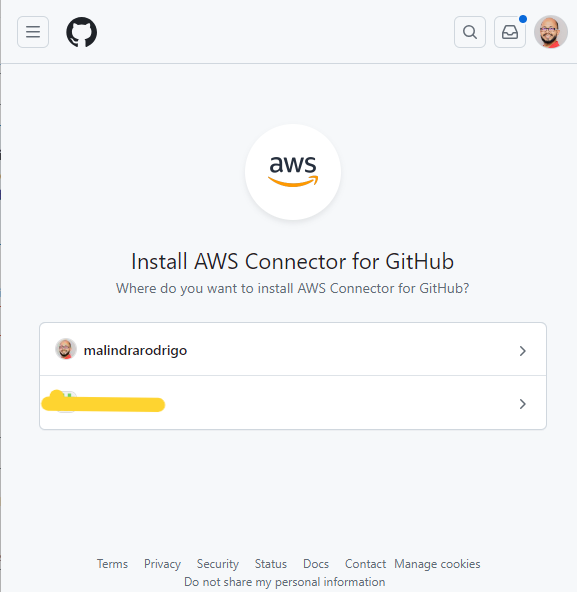 aws
Install AWS Connector for GitHub
Where do you want to install AWS Connector for GitHub?
malindrarodrigo
Terms Privacy Security Status Docs Contact Manage cookies
Do not share my personal information